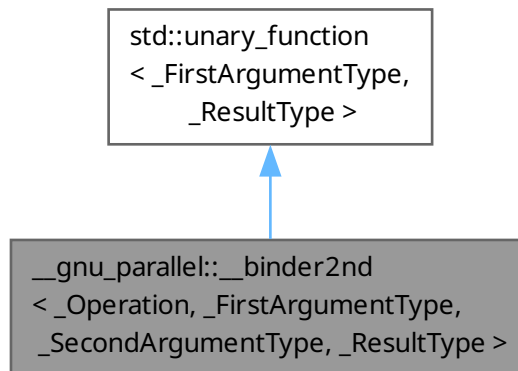 std::unary_function
< _FirstArgumentType,
_ResultType >
__gnu_parallel::__binder2nd
< _Operation, _FirstArgumentType,
_SecondArgumentType, _ResultType >